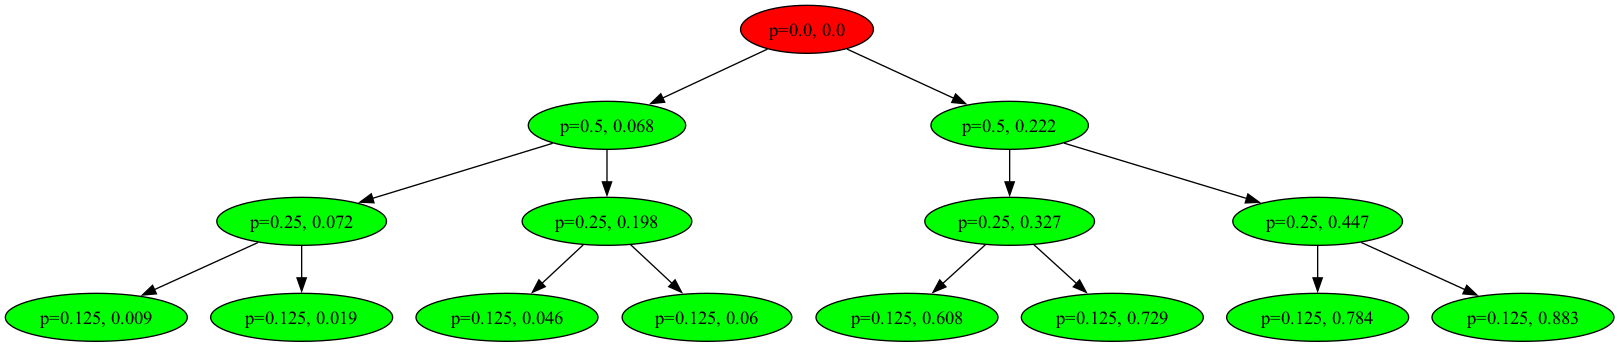 p=0.0, 0.0
p=0.5, 0.068
p=0.5, 0.222
p=0.25, 0.072
p=0.25, 0.198
p=0.25, 0.327
p=0.25, 0.447
p=0.125, 0.009
p=0.125, 0.019
p=0.125, 0.046
p=0.125, 0.06
p=0.125, 0.608
p=0.125, 0.729
p=0.125, 0.784
p=0.125, 0.883